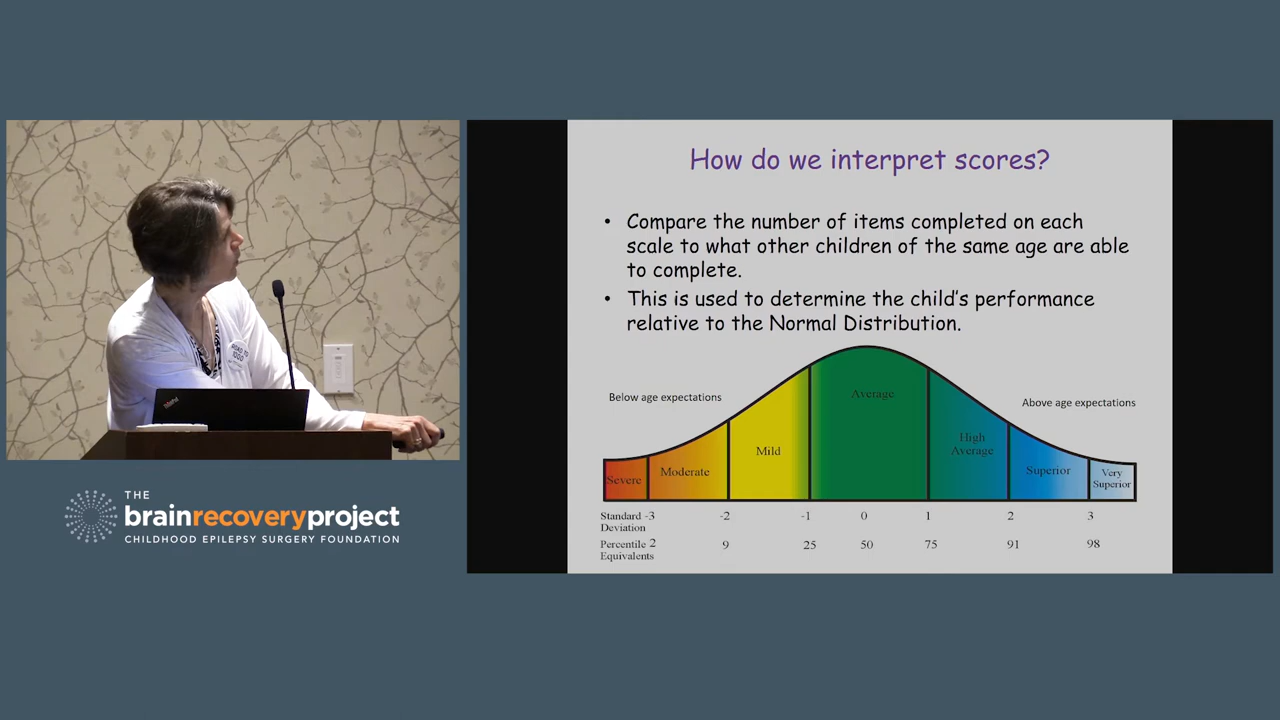 How do we interpret scores?
• Compare the number of items completed on each
scale to what other children of the same age are able
to complete.
• This is used to determine the child's performance
relative to the Normal Distribution.
Below age expectations
Above age expectations
Severe
Moderate
Mild
Average
High
Average
Superior
Very
Superior
Standard -3 -2 -1 0 1 2 3
Deviation
Percentile 2 9 25 50 75 91 98
Equivalents
ROAD TO
1000
THE
brainrecoveryproject
CHILDHOOD EPILEPSY SURGERY FOUNDATION